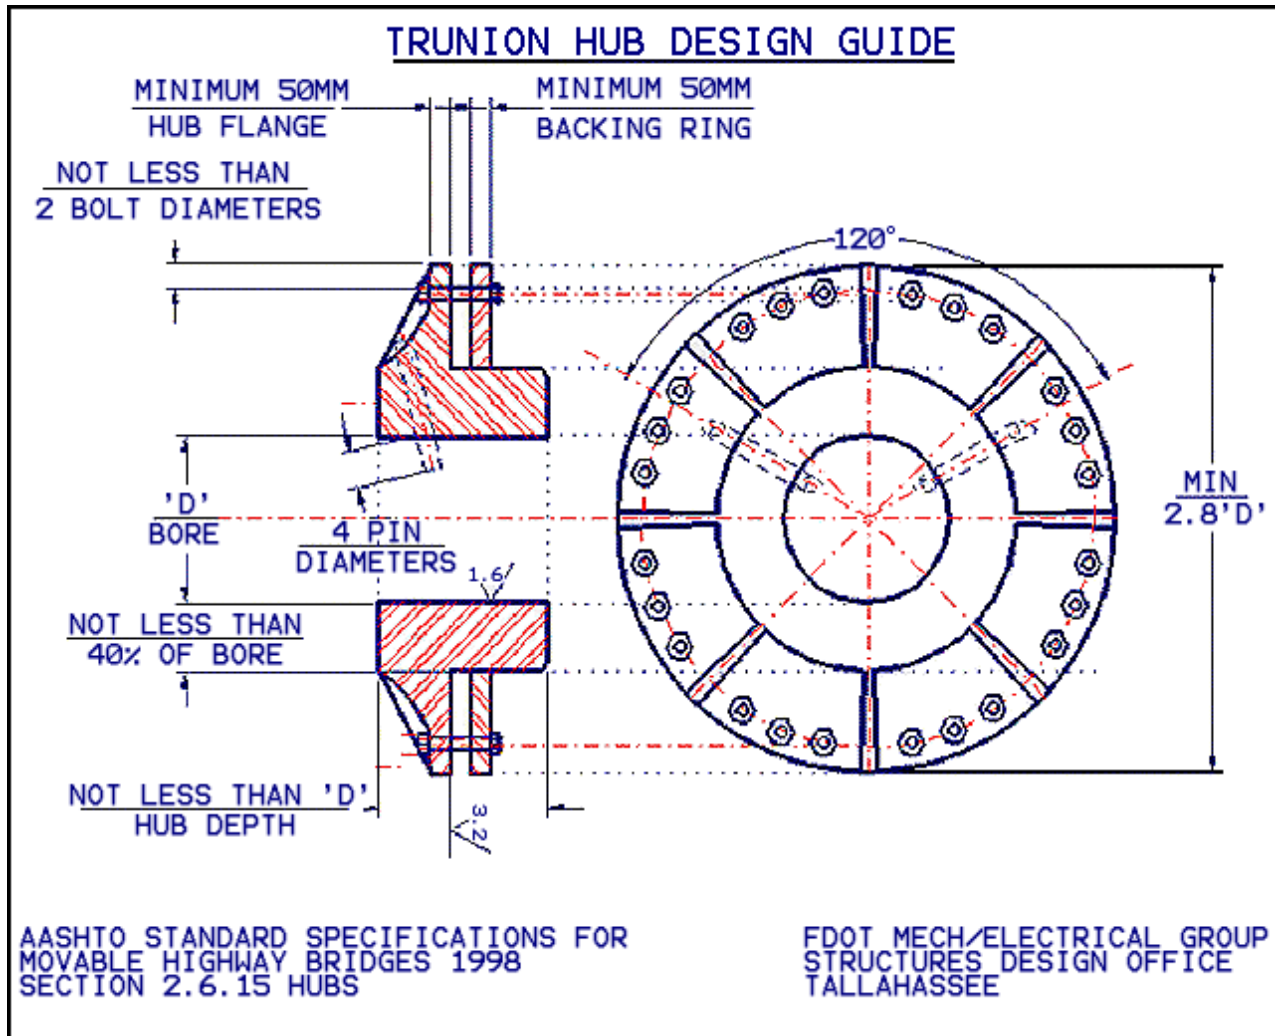 TRUNION HUB DESIGN GUIDE
MINIMUM 50MM
HUB FLANGE
MINIMUM 50MM
BACKING RING
NOT LESS THAN
2 BOLT DIAMETERS
120°
'D'
BORE
4 PIN
DIAMETERS
1.6
MIN
2.8'D'
NOT LESS THAN
40% OF BORE
NOT LESS THAN 'D'
HUB DEPTH
3.2
AASHTO STANDARD SPECIFICATIONS FOR
MOVABLE HIGHWAY BRIDGES 1998
SECTION 2.6.15 HUBS
FDOT MECH/ELECTRICAL GROUP
STRUCTURES DESIGN OFFICE
TALLAHASSEE